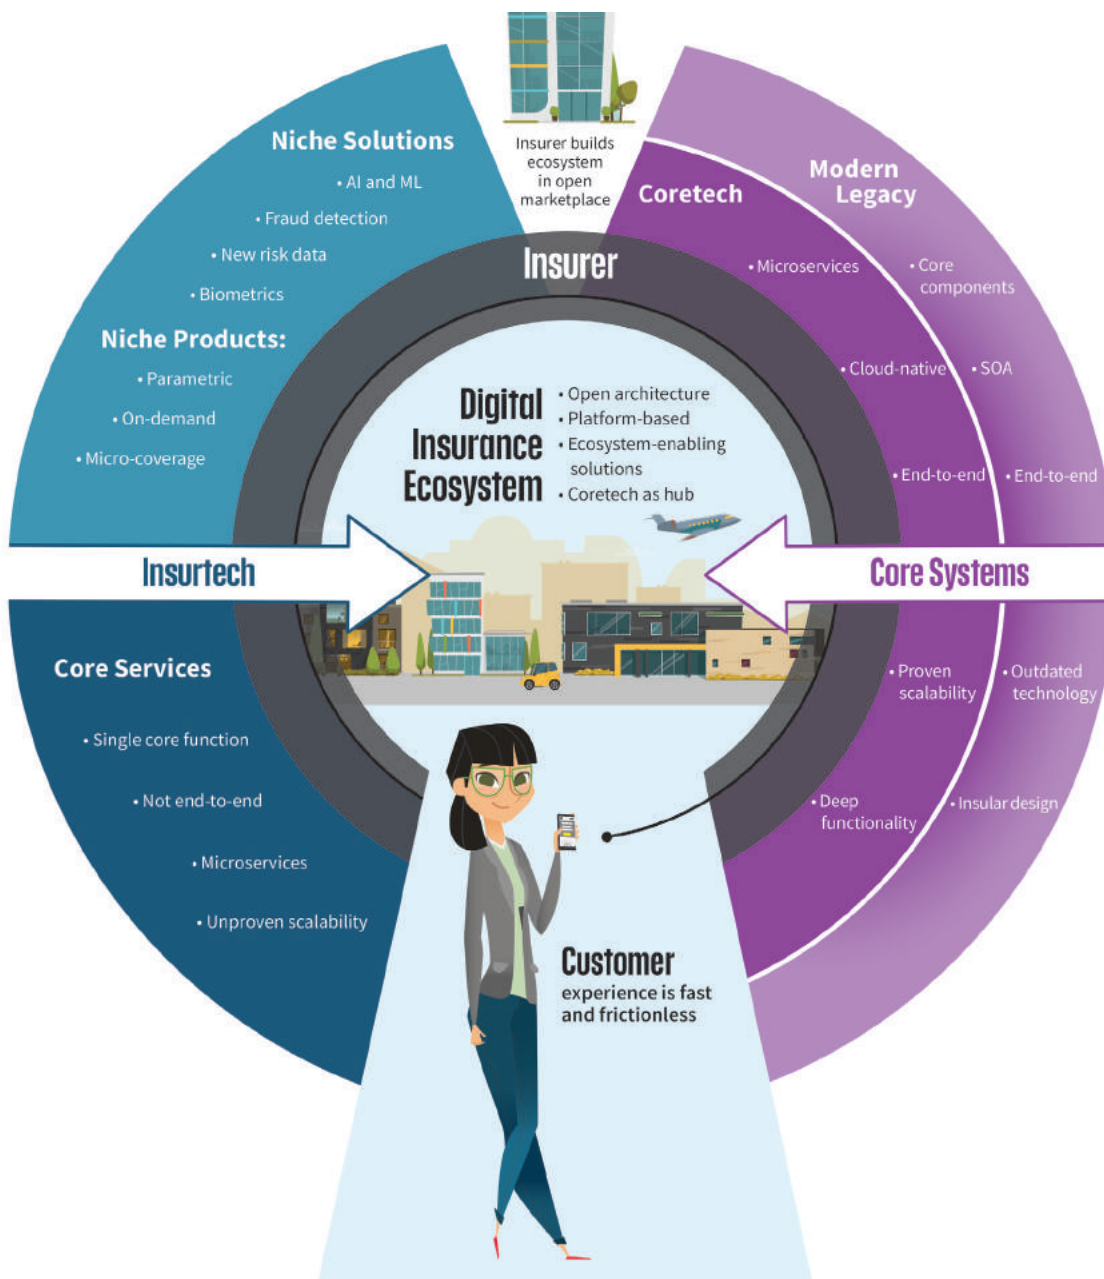 Insurer builds
ecosystem
in open
marketplace
Niche Solutions
• AI and ML
• Fraud detection
• New risk data
• Biometrics
Niche Products:
• Parametric
• On-demand
• Micro-coverage
Insurer
Coretech
• Microservices
• Cloud-native
• End-to-end
Modern
Legacy
• Core
components
• SOA
• End-to-end
Digital
Insurance
Ecosystem
• Open architecture
• Platform-based
• Ecosystem-enabling
solutions
• Coretech as hub
Insurtech
Core Systems
Core Services
• Single core function
• Not end-to-end
• Microservices
• Unproven scalability
• Proven
scalability
• Deep
functionality
• Outdated
technology
• Insular design
Customer
experience is fast
and frictionless